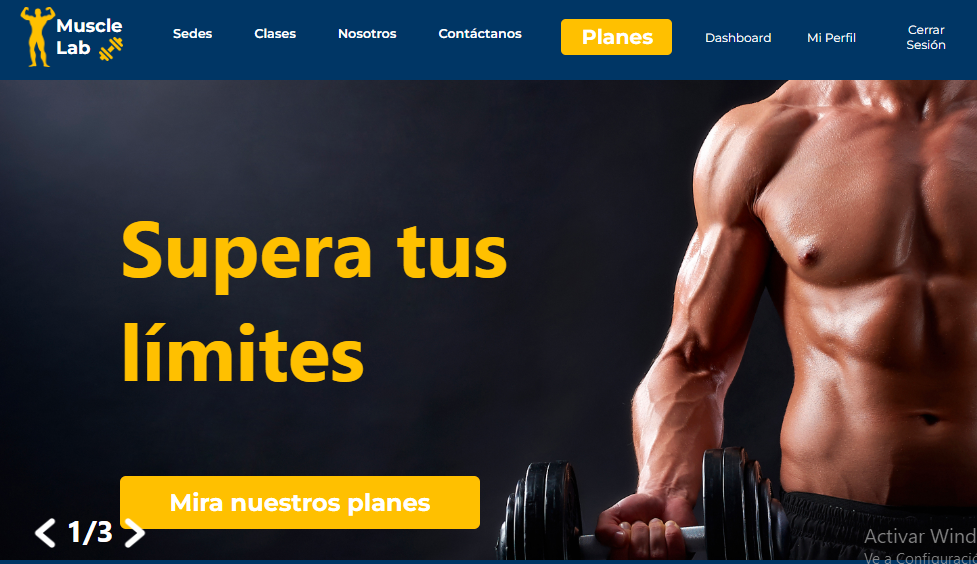 Muscle
Lab
Sedes
Clases
Nosotros
Contáctanos
Planes
Dashboard
Mi Perfil
Cerrar
Sesión
Supera tus
límites
Mira nuestros planes
1/3
Activar Wind
Ve a Configuració